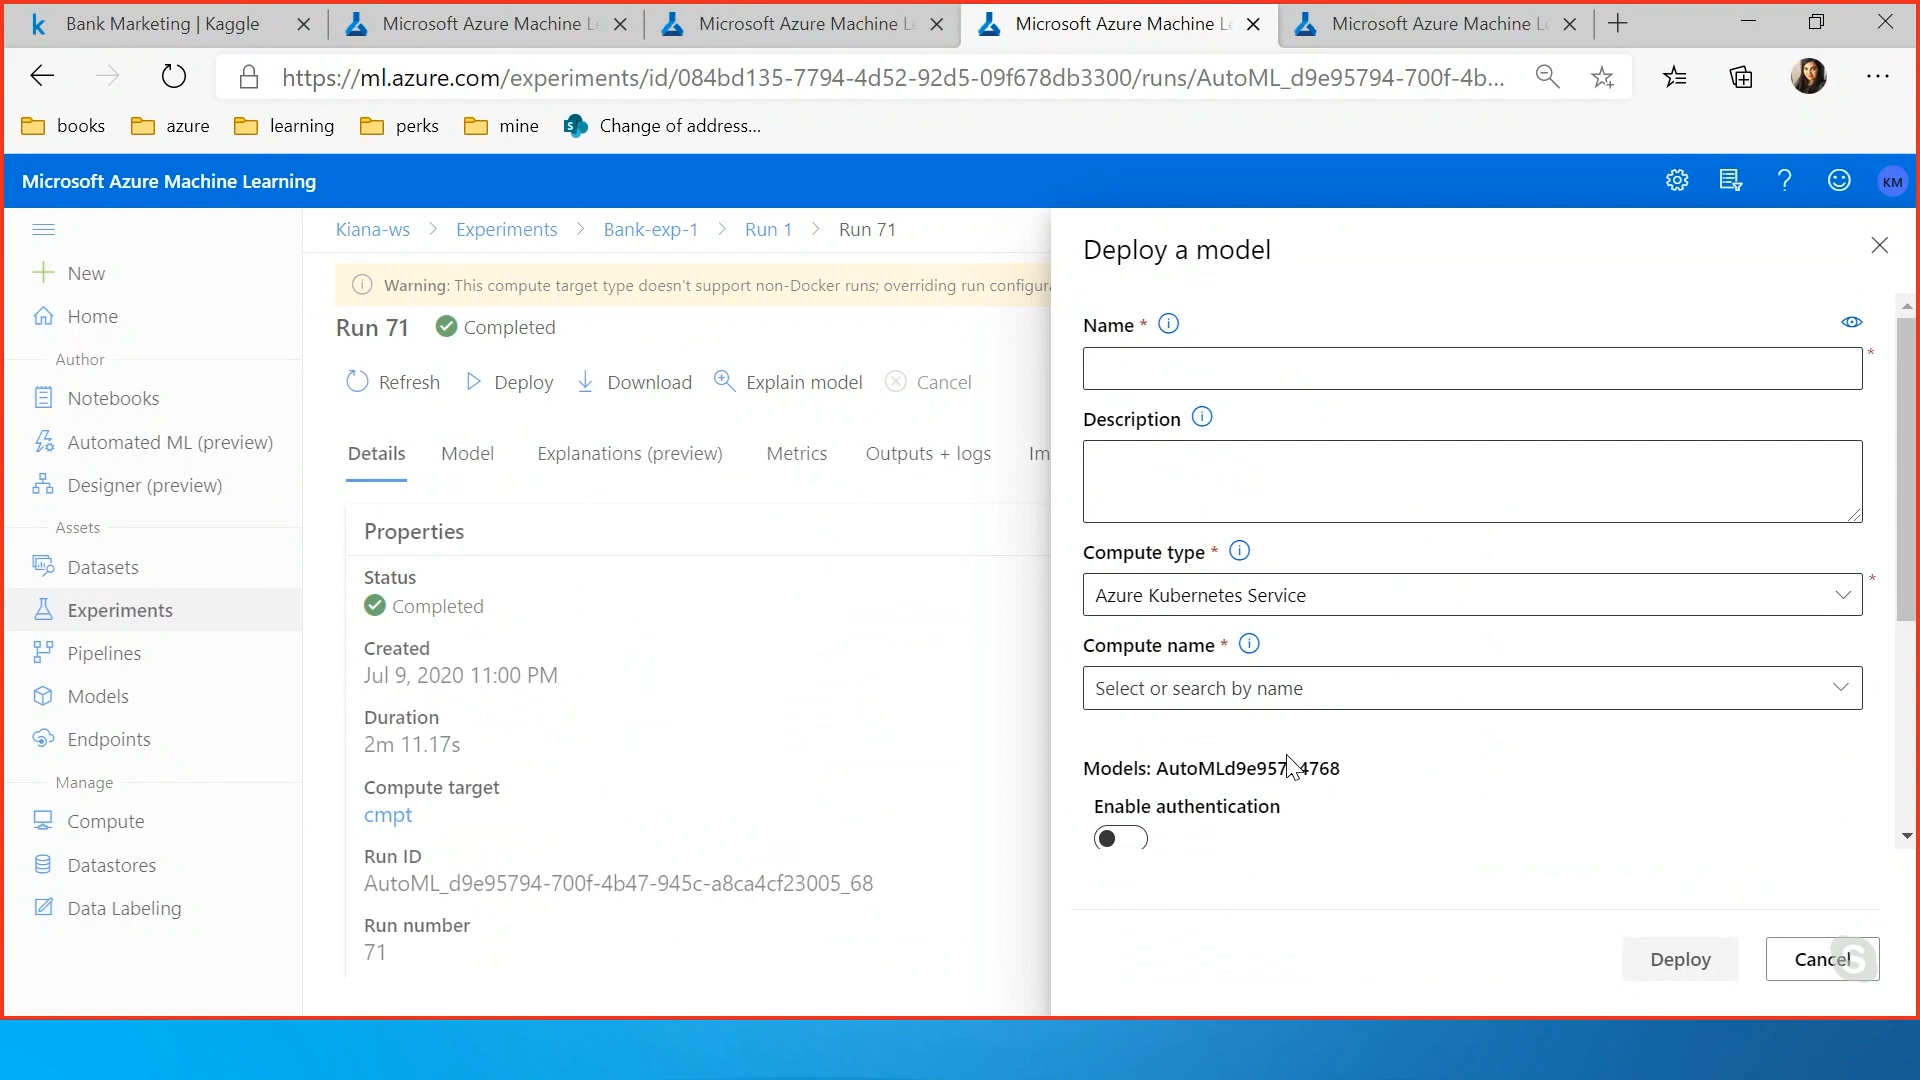 Bank Marketing | Kaggle
Microsoft Azure Machine Le
Microsoft Azure Machine Le
Microsoft Azure Machine Le
Microsoft Azure Machine Le
https://ml.azure.com/experiments/id/084bd135-7794-4d52-92d5-09f678db3300/runs/AutoML_d9e95794-700f-4b...
books
azure
learning
perks
mine
Change of address...
Microsoft Azure Machine Learning
KM
New
Home
Author
Notebooks
Automated ML (preview)
Designer (preview)
Assets
Datasets
Experiments
Pipelines
Models
Endpoints
Manage
Compute
Datastores
Data Labeling
Kiana-ws > Experiments > Bank-exp-1 > Run 1 > Run 71
Warning: This compute target type doesn't support non-Docker runs; overriding run configura
Run 71 Completed
Refresh Deploy Download Explain model Cancel
Details Model Explanations (preview) Metrics Outputs + logs Im
Properties
Status
Completed
Created
Jul 9, 2020 11:00 PM
Duration
2m 11.17s
Compute target
cmpt
Run ID
AutoML_d9e95794-700f-4b47-945c-a8ca4cf23005_68
Run number
71
Deploy a model
Name *
*
Description
Compute type *
Azure Kubernetes Service
*
Compute name *
Select or search by name
Models: AutoMLd9e957 4768
Enable authentication
Deploy
Cancel